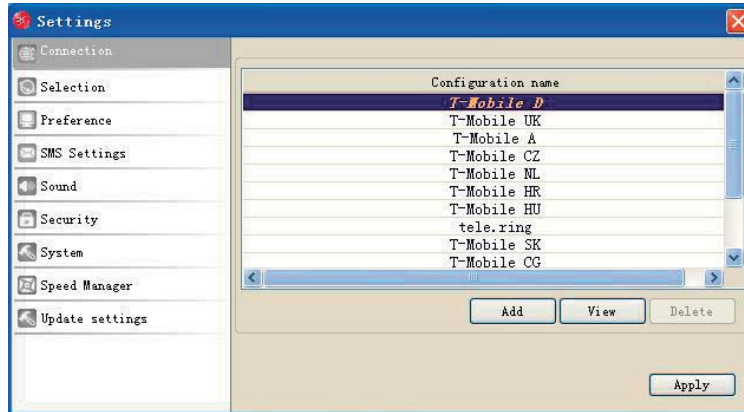 Settings
Connection
Selection
Preference
SMS Settings
Sound
Security
System
Speed Manager
Update settings
Configuration name
T-Mobile D
T-Mobile UK
T-Mobile A
T-Mobile CZ
T-Mobile NL
T-Mobile HR
T-Mobile HU
tele.ring
T-Mobile SK
T-Mobile CG
Add
View
Delete
Apply